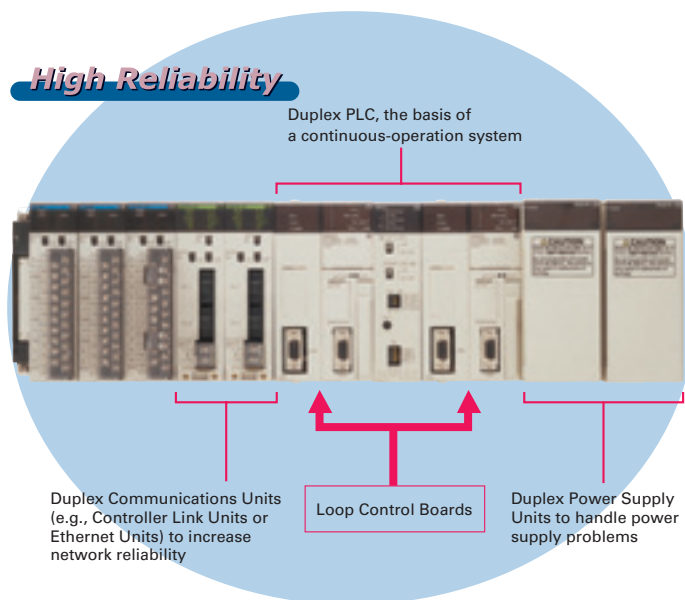 High Reliability
Duplex PLC, the basis of
a continuous-operation system
CAUTION
CAUTION
Duplex Communications Units
(e.g., Controller Link Units or
Ethernet Units) to increase
network reliability
Loop Control Boards
Duplex Power Supply
Units to handle power
supply problems